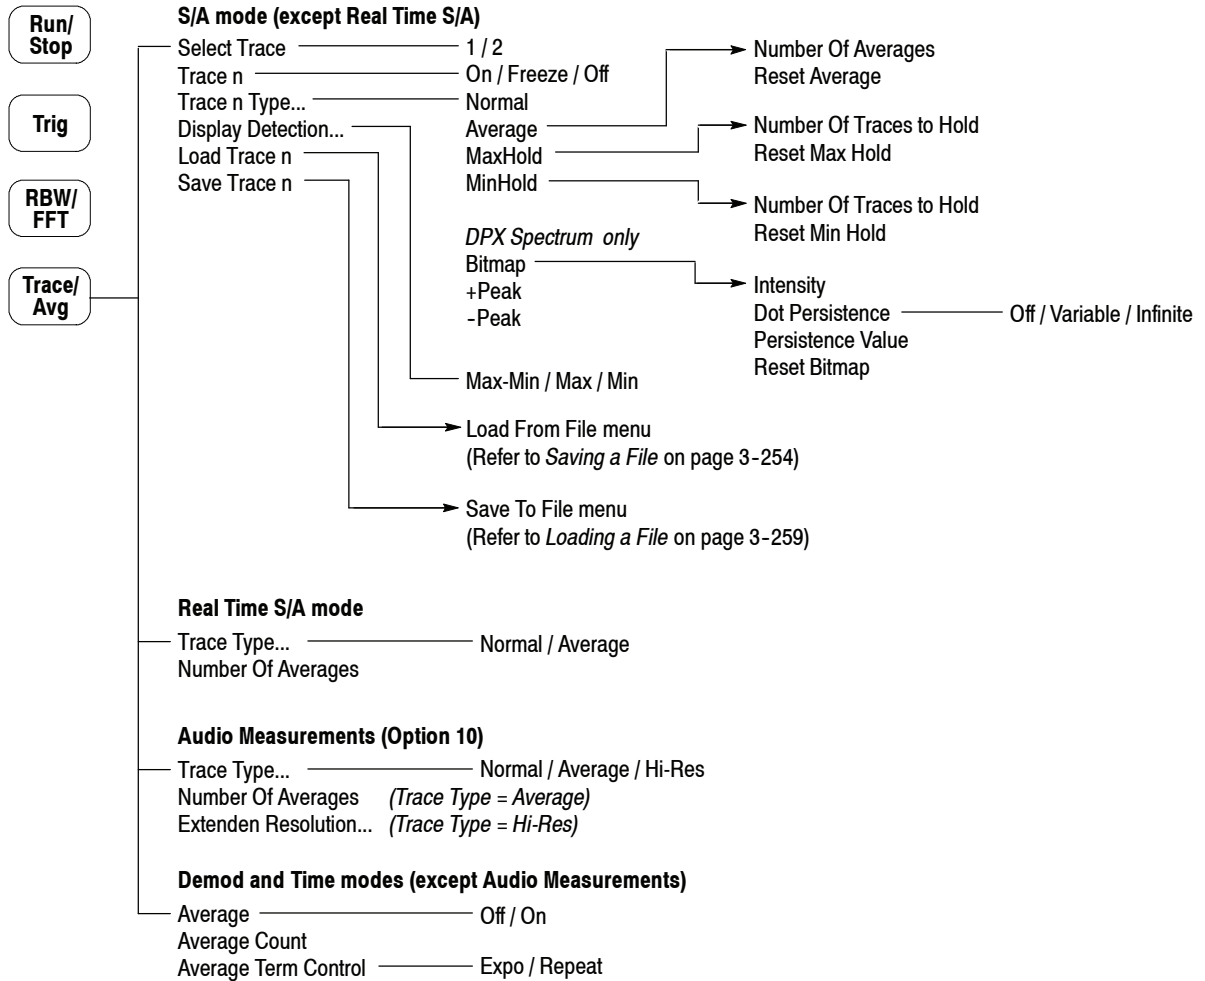 Run/
Stop
Trig
RBW/
FFT
Trace/
Avg
S/A mode (except Real Time S/A)
Select Trace 1 / 2
Trace n On / Freeze / Off
Trace n Type... Normal
Display Detection... Average
Load Trace n MaxHold
Save Trace n MinHold
Number Of Averages
Reset Average
Number Of Traces to Hold
Reset Max Hold
Number Of Traces to Hold
Reset Min Hold
DPX Spectrum only
Bitmap
+Peak
-Peak
Intensity
Dot Persistence Off / Variable / Infinite
Persistence Value
Reset Bitmap
Max-Min / Max / Min
Load From File menu
(Refer to Saving a File on page 3-254)
Save To File menu
(Refer to Loading a File on page 3-259)
Real Time S/A mode
Trace Type... Normal / Average
Number Of Averages
Audio Measurements (Option 10)
Trace Type... Normal / Average / Hi-Res
Number Of Averages (Trace Type = Average)
Extenden Resolution... (Trace Type = Hi-Res)
Demod and Time modes (except Audio Measurements)
Average Off / On
Average Count
Average Term Control Expo / Repeat